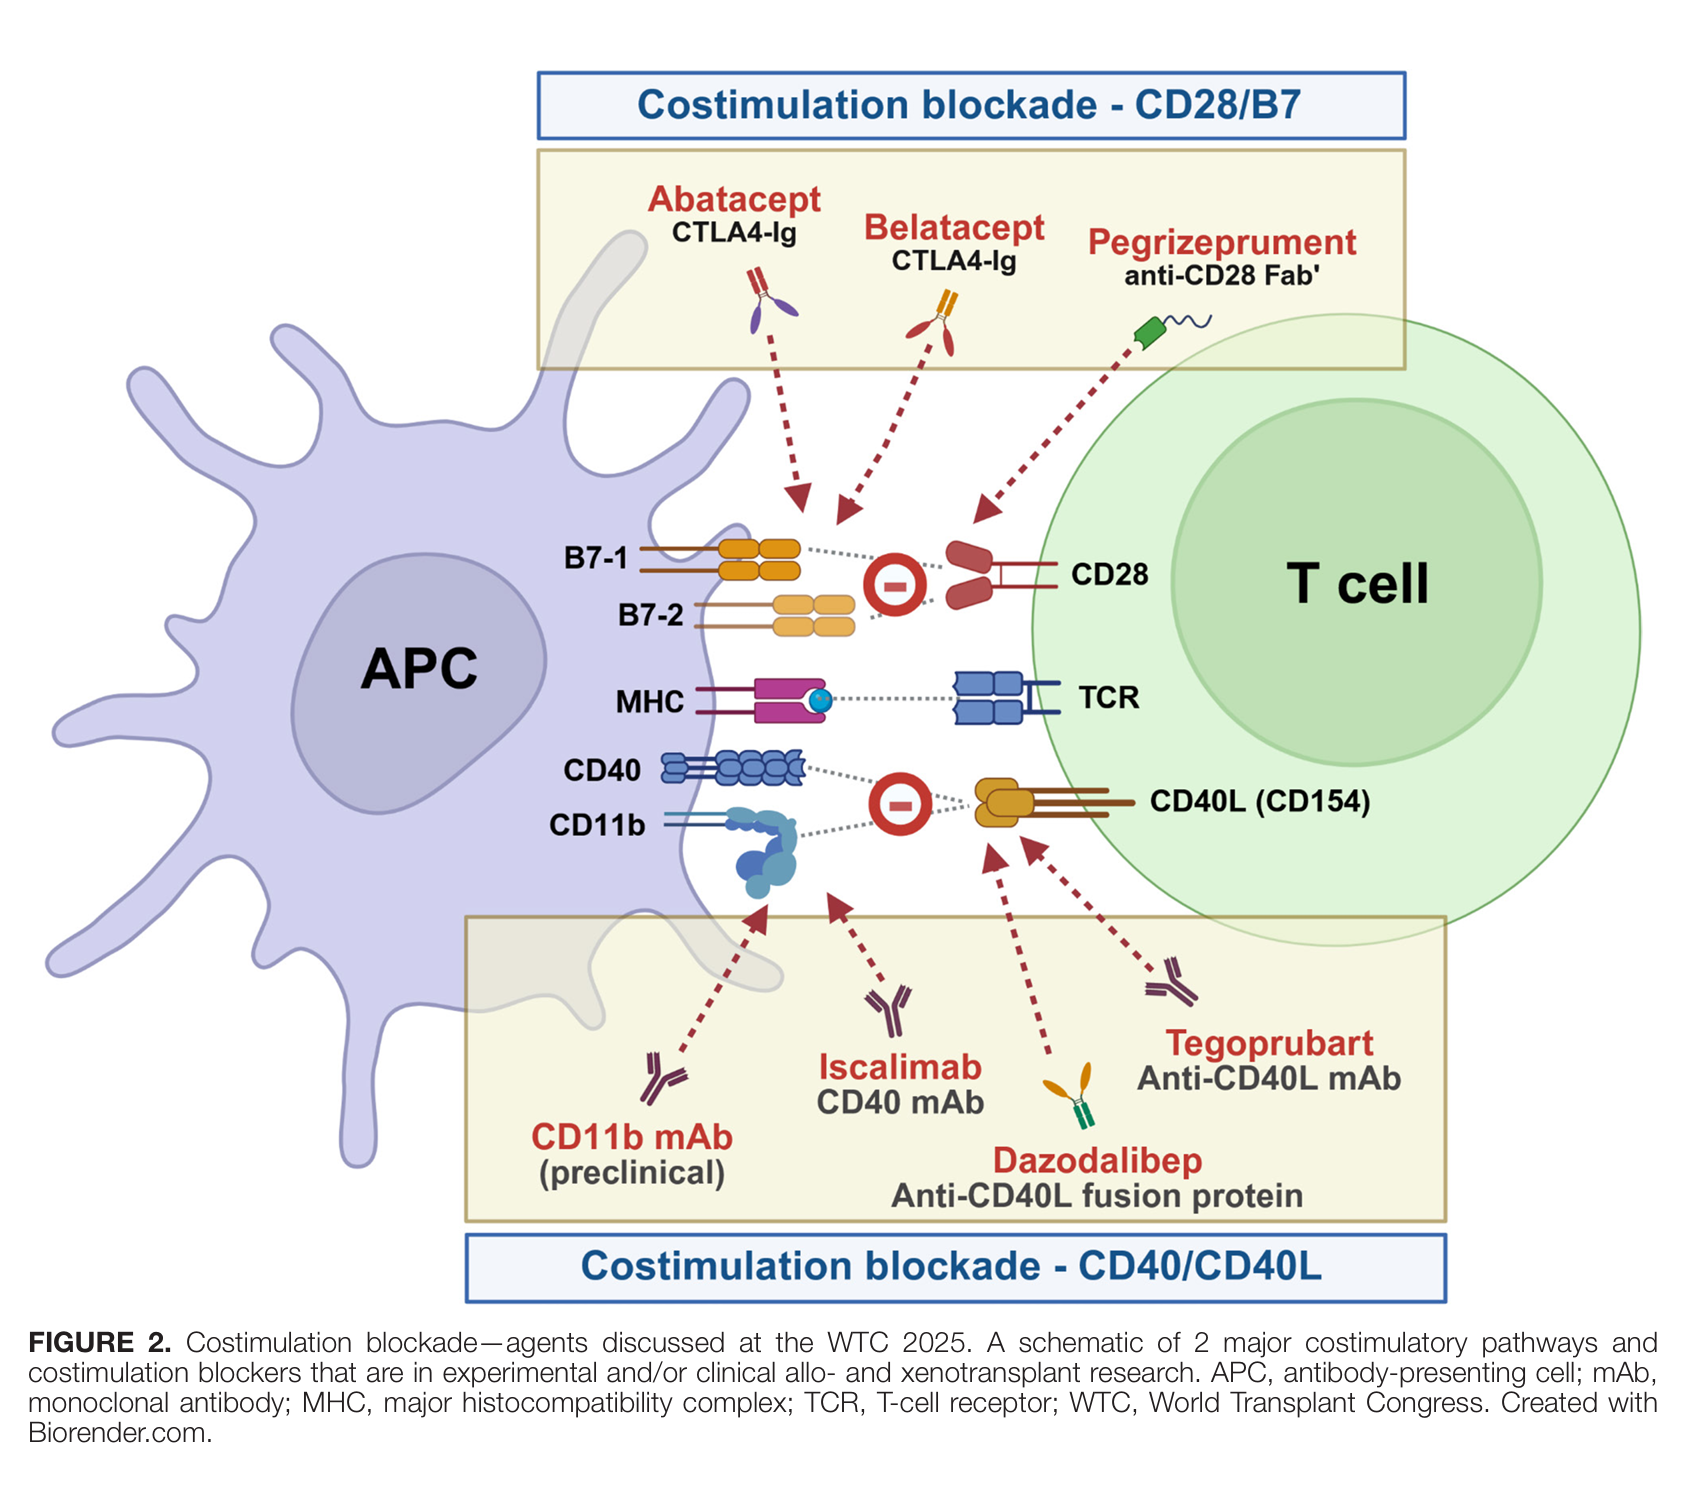 Costimulation blockade - CD28/B7
Abatacept
CTLA4-Ig
Belatacept
CTLA4-Ig
Pegrizeprument
anti-CD28 Fab'
B7-1
B7-2
CD28
T cell
APC
MHC
TCR
CD40
CD11b
CD40L (CD154)
CD11b mAb
(preclinical)
Iscalimab
CD40 mAb
Dazodalibep
Anti-CD40L fusion protein
Tegoprubart
Anti-CD40L mAb
Costimulation blockade - CD40/CD40L
FIGURE 2. Costimulation blockade—agents discussed at the WTC 2025. A schematic of 2 major costimulatory pathways and
costimulation blockers that are in experimental and/or clinical allo- and xenotransplant research. APC, antibody-presenting cell; mAb,
monoclonal antibody; MHC, major histocompatibility complex; TCR, T-cell receptor; WTC, World Transplant Congress. Created with
Biorender.com.